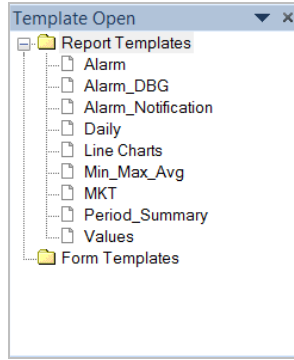 Template Open
Report Templates
Alarm
Alarm_DBG
Alarm_Notification
Daily
Line Charts
Min_Max_Avg
MKT
Period_Summary
Values
Form Templates